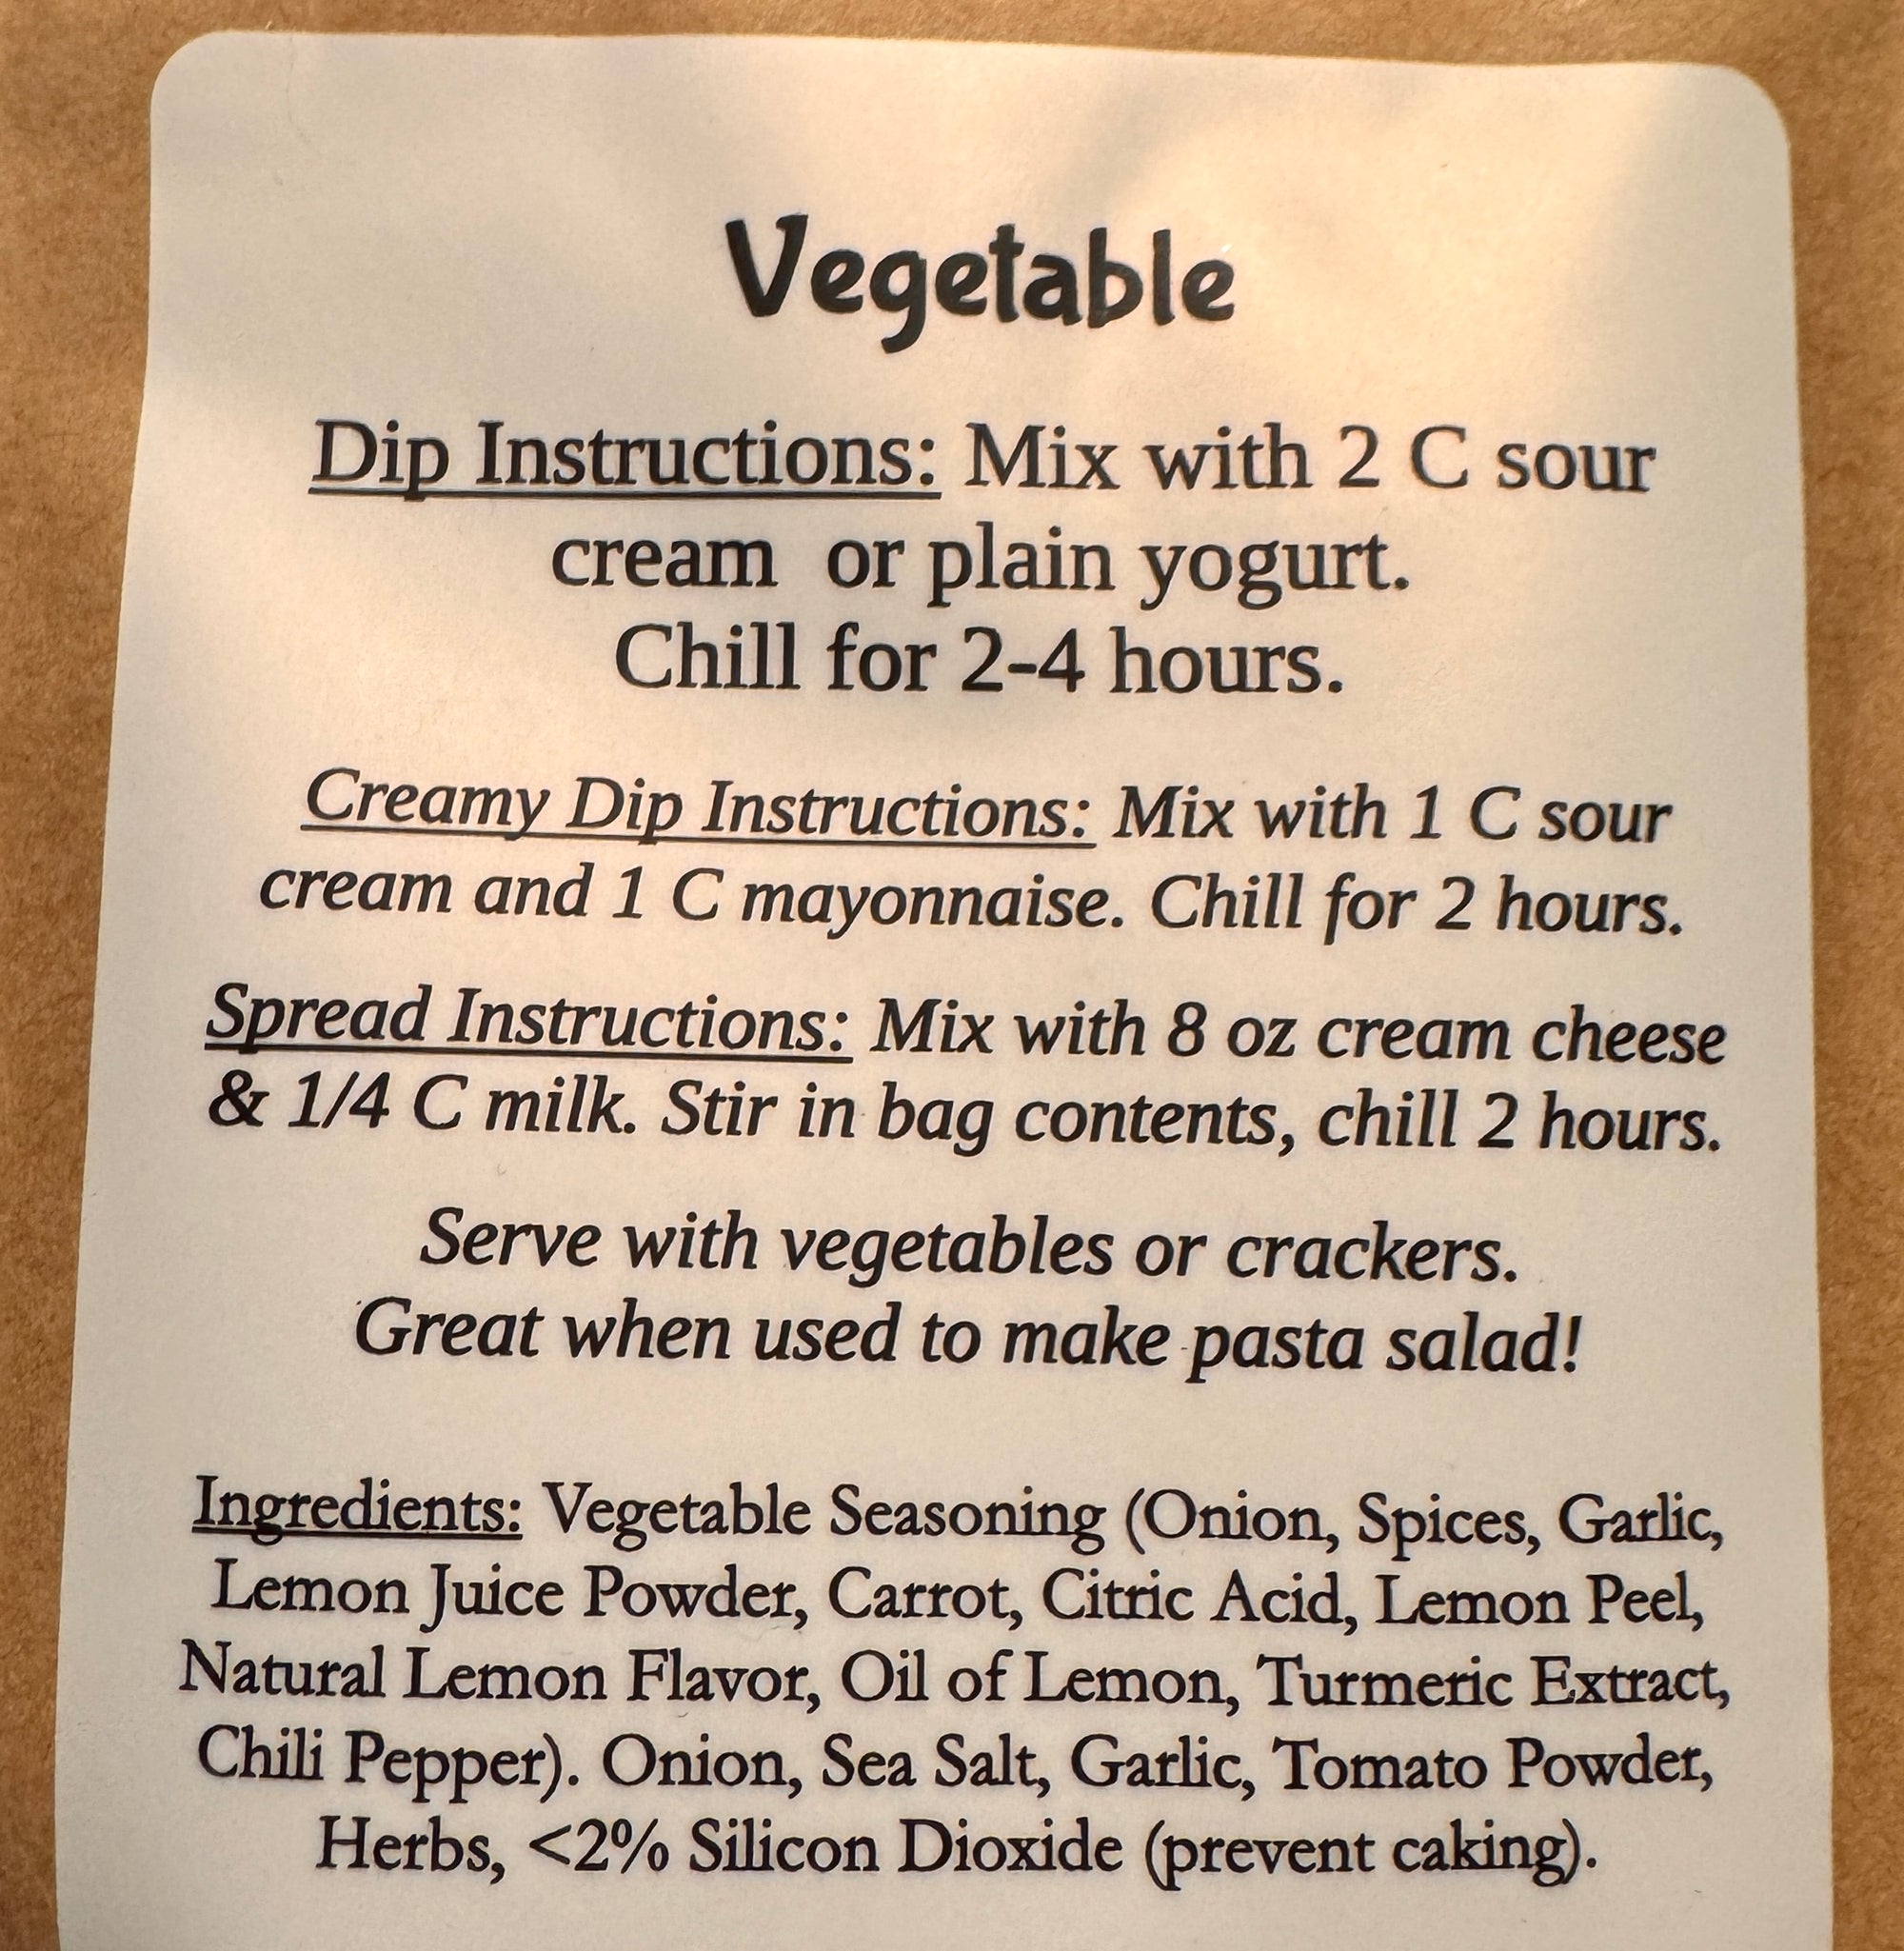 Vegetable
Dip Instructions: Mix with 2 C sour
cream or plain yogurt.
Chill for 2-4 hours.
Creamy Dip Instructions: Mix with 1 C sour
cream and 1 C mayonnaise. Chill for 2 hours.
Spread Instructions: Mix with 8 oz cream cheese
& 1/4 C milk. Stir in bag contents, chill 2 hours.
Serve with vegetables or crackers.
Great when used to make pasta salad!
Ingredients: Vegetable Seasoning (Onion, Spices, Garlic,
Lemon Juice Powder, Carrot, Citric Acid, Lemon Peel,
Natural Lemon Flavor, Oil of Lemon, Turmeric Extract,
Chili Pepper). Onion, Sea Salt, Garlic, Tomato Powder,
Herbs, <2% Silicon Dioxide (prevent caking).